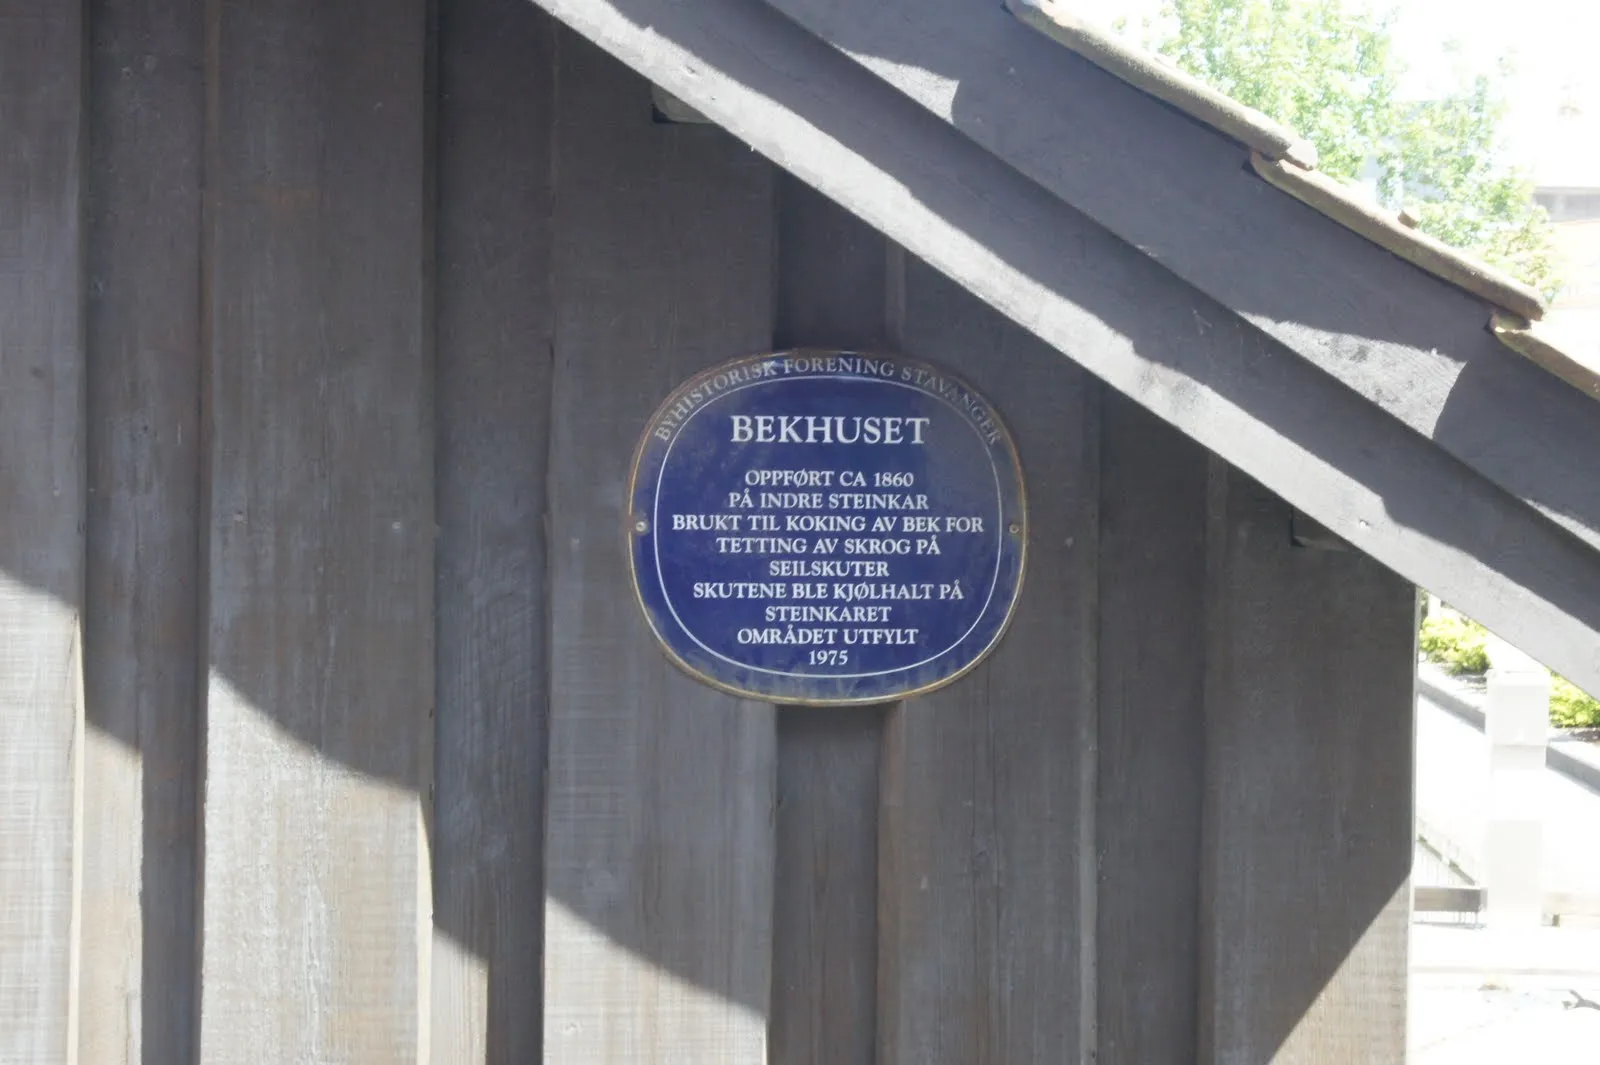 BYHISTORISK FORENING STAVANGER
BEKHUSET
OPPFØRT CA 1860
PÅ INDRE STEINKAR
BRUKT TIL KOKING AV BEK FOR
TETTING AV SKROG PÅ
SEILSKUTER
SKUTENE BLE KJØLHALT PÅ
STEINKARET
OMRÅDET UTFYLT
1975